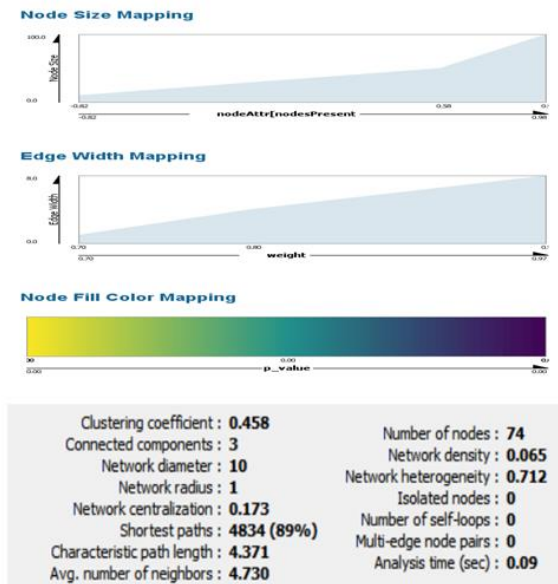 Node Size Mapping
100.0
Node Size
0.0
-0.82 0.39
-0.82 nodeAttr[nodesPresent 0.98
Edge Width Mapping
8.0
Edge Width
0.0
0.70 0.80
0.70 weight 0.97
Node Fill Color Mapping
0.00
0.00 p_value 0.00
Clustering coefficient : 0.458
Connected components : 3
Network diameter : 10
Network radius : 1
Network centralization : 0.173
Shortest paths : 4834 (89%)
Characteristic path length : 4.371
Avg. number of neighbors : 4.730
Number of nodes : 74
Network density : 0.065
Network heterogeneity : 0.712
Isolated nodes : 0
Number of self-loops : 0
Multi-edge node pairs : 0
Analysis time (sec) : 0.09